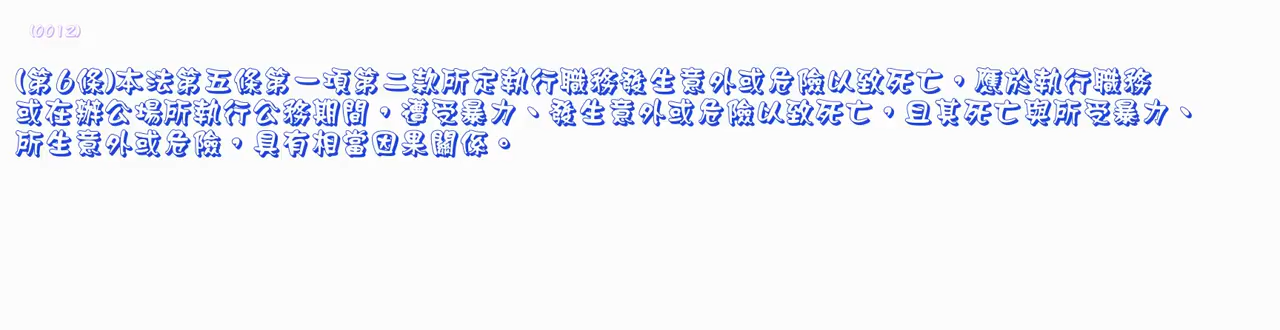 (0012)
(第6條)本法第五條第一項第二款所定執行職務發生意外或危險以致死亡，應於執行職務
或在辦公場所執行公務期間，遭受暴力、發生意外或危險以致死亡，且其死亡與所受暴力、
所生意外或危險，具有相當因果關係。